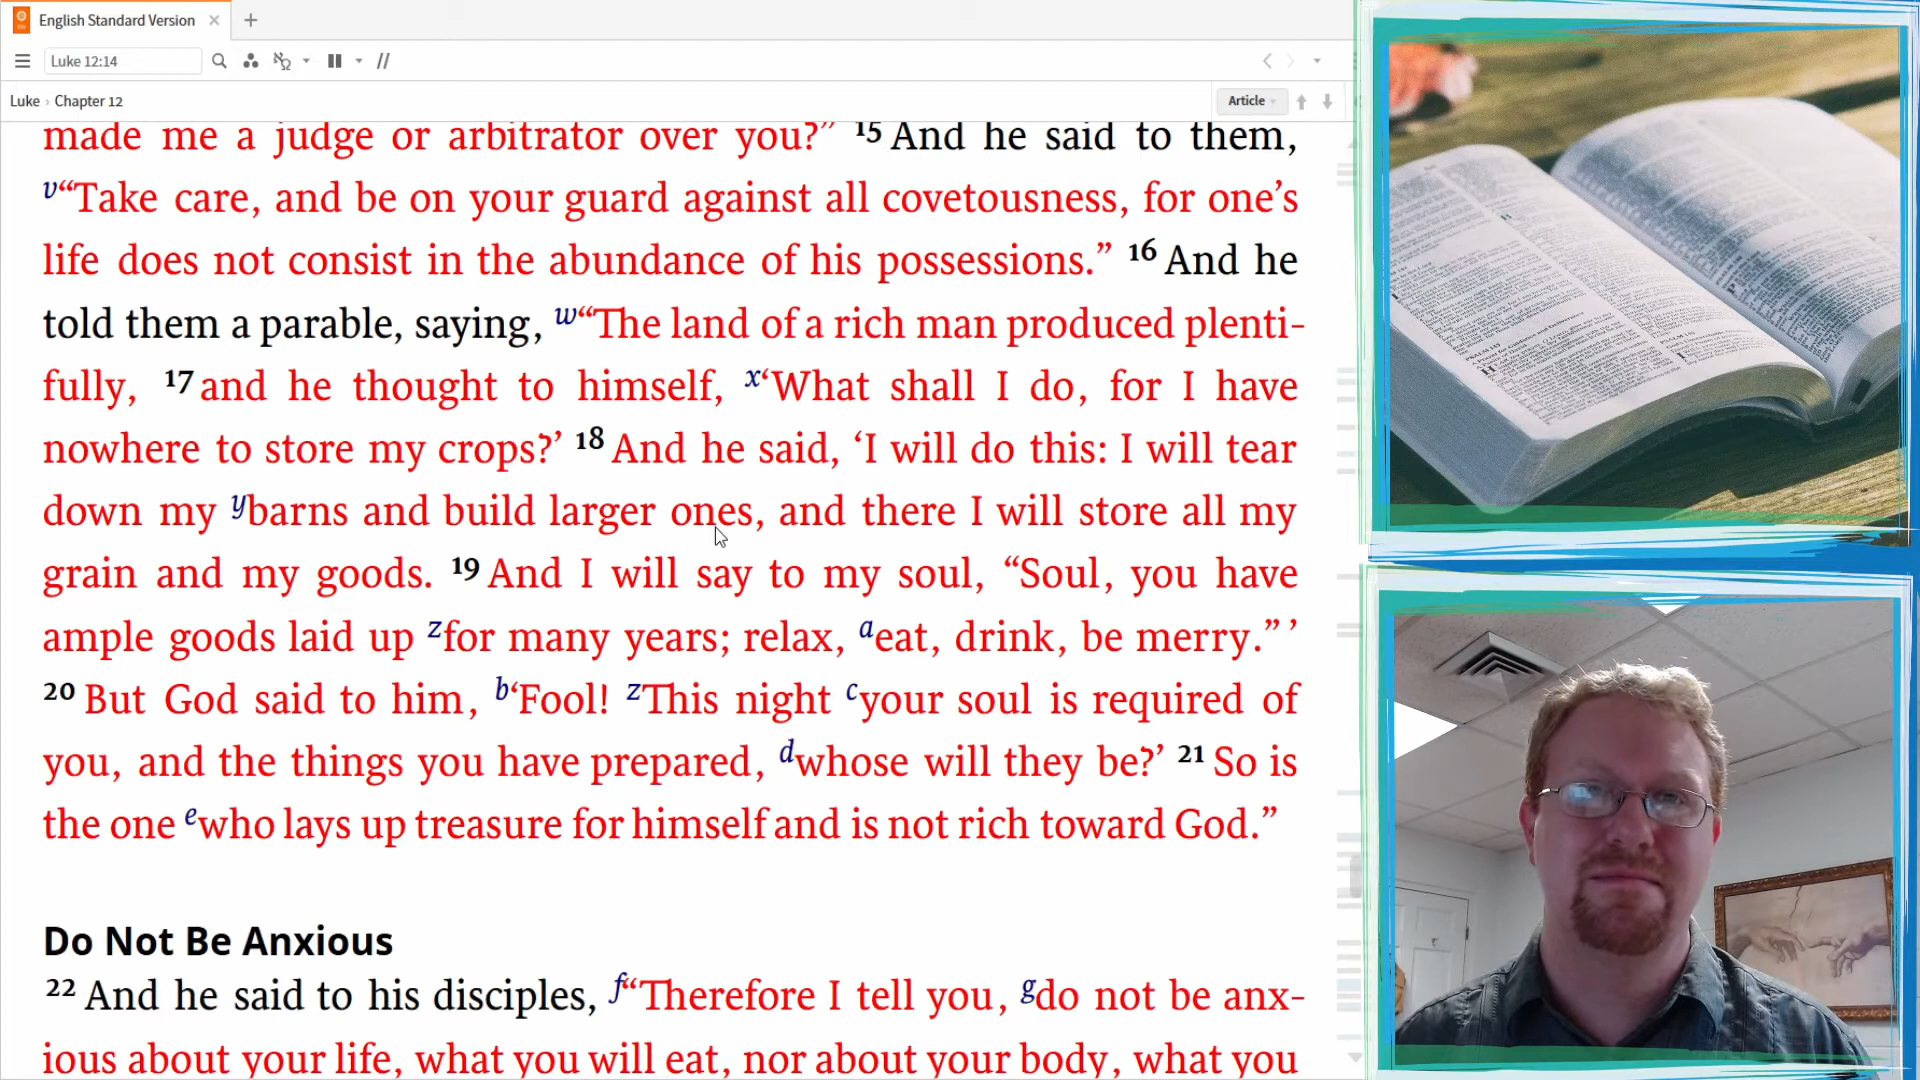 English Standard Version
Luke 12:14
Luke › Chapter 12
Article
made me a judge or arbitrator over you?” 15 And he said to them,
v“Take care, and be on your guard against all covetousness, for one’s
life does not consist in the abundance of his possessions.” 16 And he
told them a parable, saying, w“The land of a rich man produced plenti-
fully, 17 and he thought to himself, x‘What shall I do, for I have
nowhere to store my crops?’ 18 And he said, ‘I will do this: I will tear
down my ybarns and build larger ones, and there I will store all my
grain and my goods. 19 And I will say to my soul, “Soul, you have
ample goods laid up zfor many years; relax, aeat, drink, be merry.” ’
20 But God said to him, b‘Fool! zThis night cyour soul is required of
you, and the things you have prepared, dwhose will they be?’ 21 So is
the one ewho lays up treasure for himself and is not rich toward God.”
Do Not Be Anxious
22 And he said to his disciples, f“Therefore I tell you, gdo not be anx-
ious about your life, what you will eat, nor about your body, what you